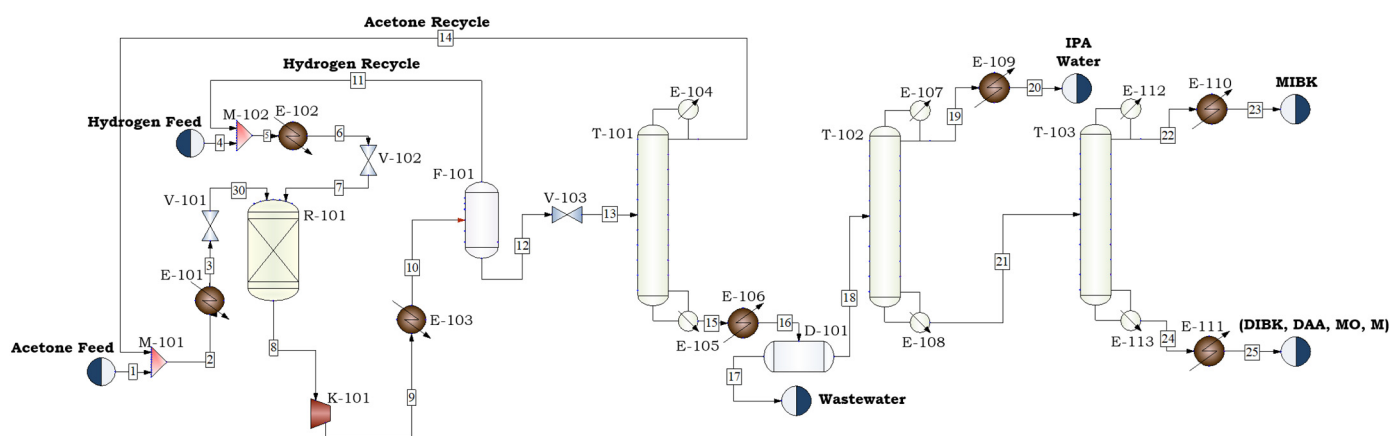 Acetone Recycle
14
Hydrogen Recycle
11
IPA
Water
E-109
20
E-104
E-107
19
E-112
E-110
MIBK
M-102
E-102
Hydrogen Feed
4
5
6
V-102
T-101
T-102
T-103
22
23
F-101
7
V-101
30
R-101
V-103
13
12
3
E-101
10
18
21
E-103
15
E-106
16
E-105
D-101
E-108
E-113
24
E-111
(DIBK, DAA, MO, M)
25
M-101
Acetone Feed
1
2
8
17
Wastewater
9
K-101